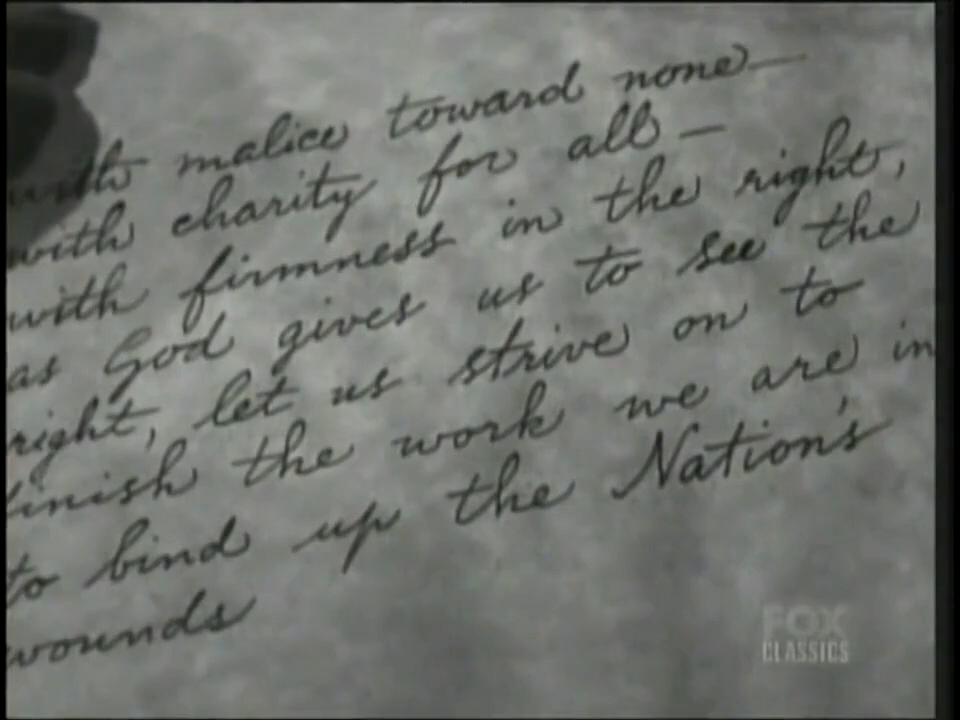 with malice toward none—
with charity for all—
with firmness in the right,
as God gives us to see the
right, let us strive on to
finish the work we are in
to bind up the Nation's
wounds
FOX
CLASSICS